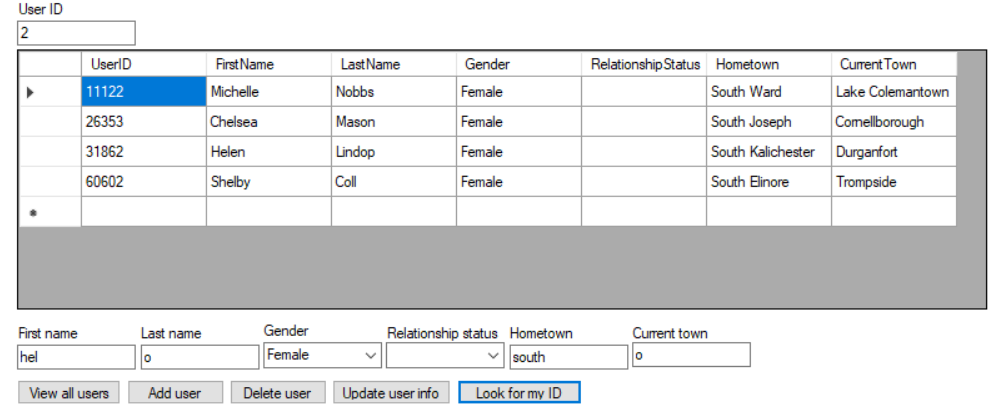 User ID
2
UserID FirstName LastName Gender RelationshipStatus Hometown CurrentTown
11122 Michelle Nobbs Female South Ward Lake Colemantown
26353 Chelsea Mason Female South Joseph Cornellborough
31862 Helen Lindop Female South Kalichester Durganfort
60602 Shelby Coll Female South Elinore Trompside
First name Last name Gender Relationship status Hometown Current town
hel o Female south o
View all users Add user Delete user Update user info Look for my ID